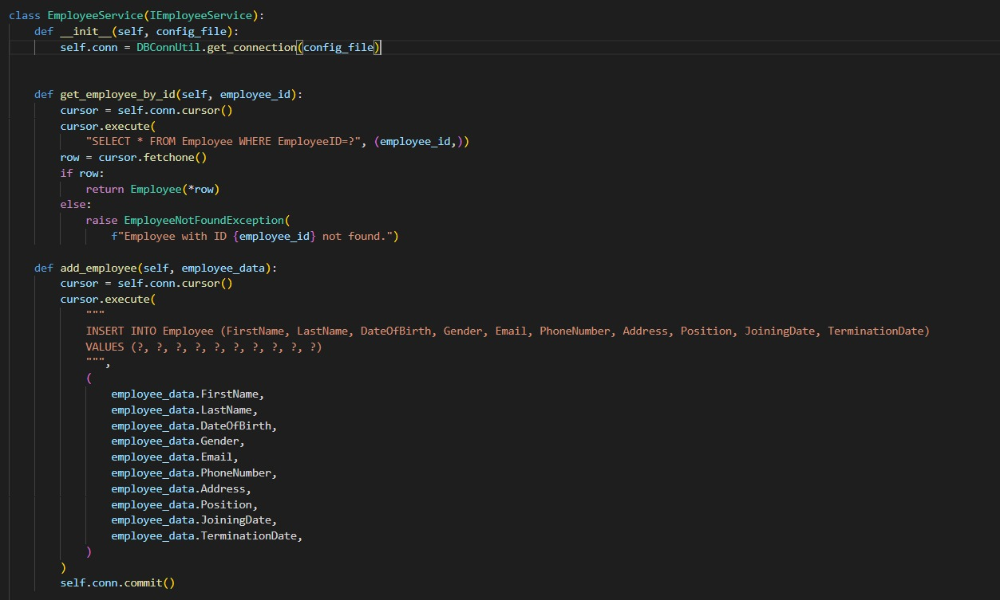 class EmployeeService(IEmployeeService):
    def __init__(self, config_file):
        self.conn = DBConnUtil.get_connection(config_file)

    def get_employee_by_id(self, employee_id):
        cursor = self.conn.cursor()
        cursor.execute(
            "SELECT * FROM Employee WHERE EmployeeID=?", (employee_id,))
        row = cursor.fetchone()
        if row:
            return Employee(*row)
        else:
            raise EmployeeNotFoundException(
                f"Employee with ID {employee_id} not found.")

    def add_employee(self, employee_data):
        cursor = self.conn.cursor()
        cursor.execute(
            """
            INSERT INTO Employee (FirstName, LastName, DateOfBirth, Gender, Email, PhoneNumber, Address, Position, JoiningDate, TerminationDate)
            VALUES (?, ?, ?, ?, ?, ?, ?, ?, ?, ?)
            """,
            (
                employee_data.FirstName,
                employee_data.LastName,
                employee_data.DateOfBirth,
                employee_data.Gender,
                employee_data.Email,
                employee_data.PhoneNumber,
                employee_data.Address,
                employee_data.Position,
                employee_data.JoiningDate,
                employee_data.TerminationDate,
            )
        )
        self.conn.commit()